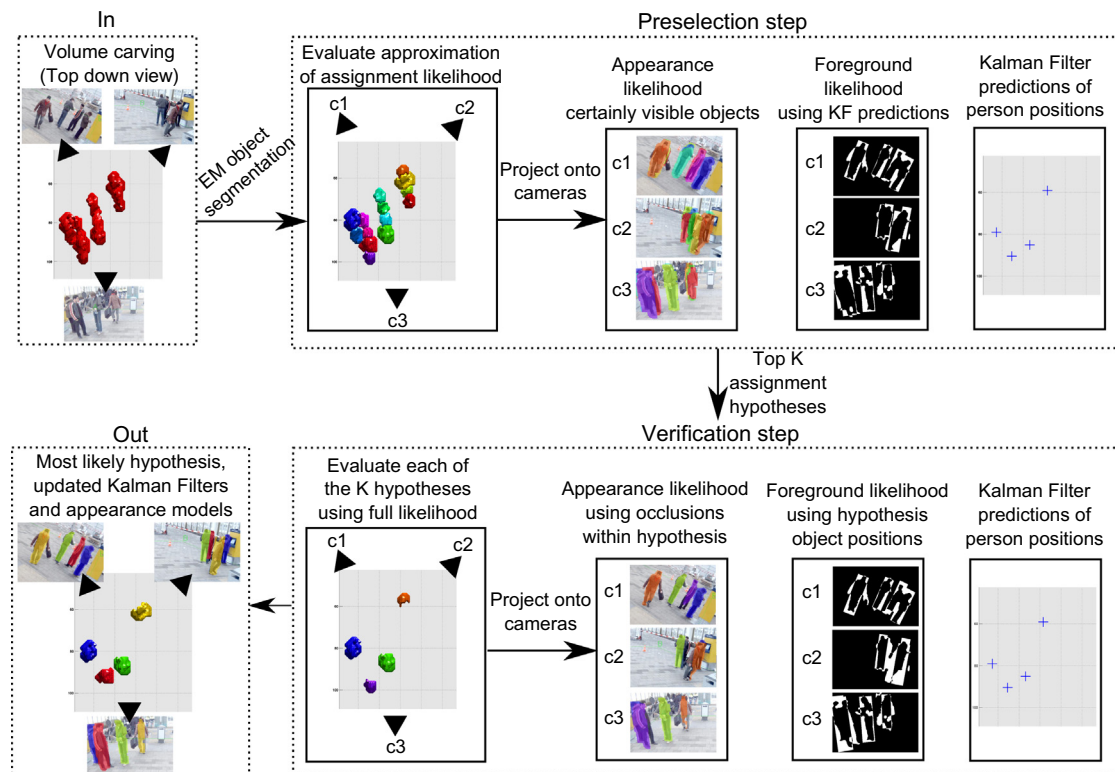 In
Volume carving
(Top down view)
EM object
segmentation
Preselection step
Evaluate approximation
of assignment likelihood
c1
c2
c3
Project onto
cameras
Appearance
likelihood
certainly visible objects
c1
c2
c3
Foreground
likelihood
using KF predictions
c1
c2
c3
Kalman Filter
predictions of
person positions
Top K
assignment
hypotheses
Verification step
Evaluate each of
the K hypotheses
using full likelihood
c1
c2
c3
Project onto
cameras
Appearance likelihood
using occlusions
within hypothesis
c1
c2
c3
Foreground likelihood
using hypothesis
object positions
c1
c2
c3
Kalman Filter
predictions of
person positions
Out
Most likely hypothesis,
updated Kalman Filters
and appearance models